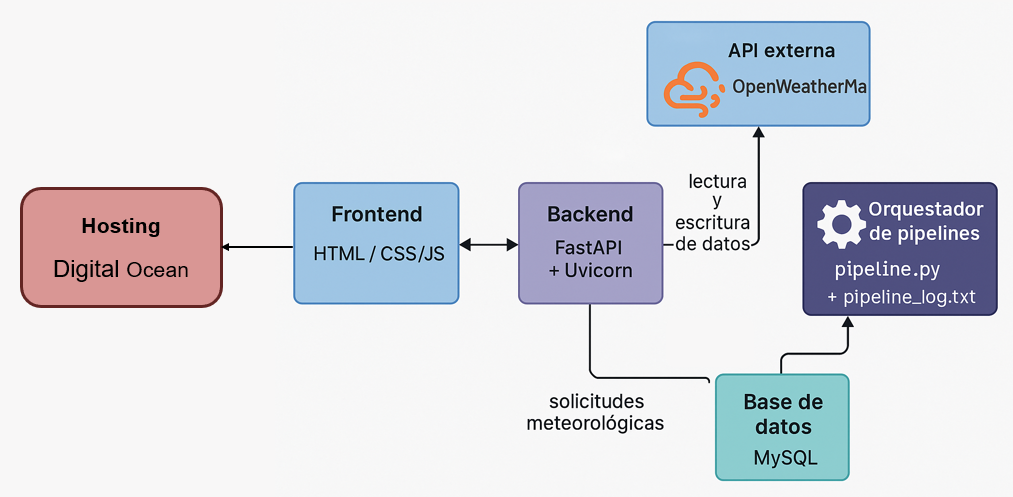 API externa
OpenWeatherMa
Hosting
Digital Ocean
Frontend
HTML / CSS/JS
Backend
FastAPI
+ Uvicorn
lectura
y
escritura
de datos
Orquestador
de pipelines
pipeline.py
+ pipeline_log.txt
solicitudes
meteorológicas
Base de
datos
MySQL